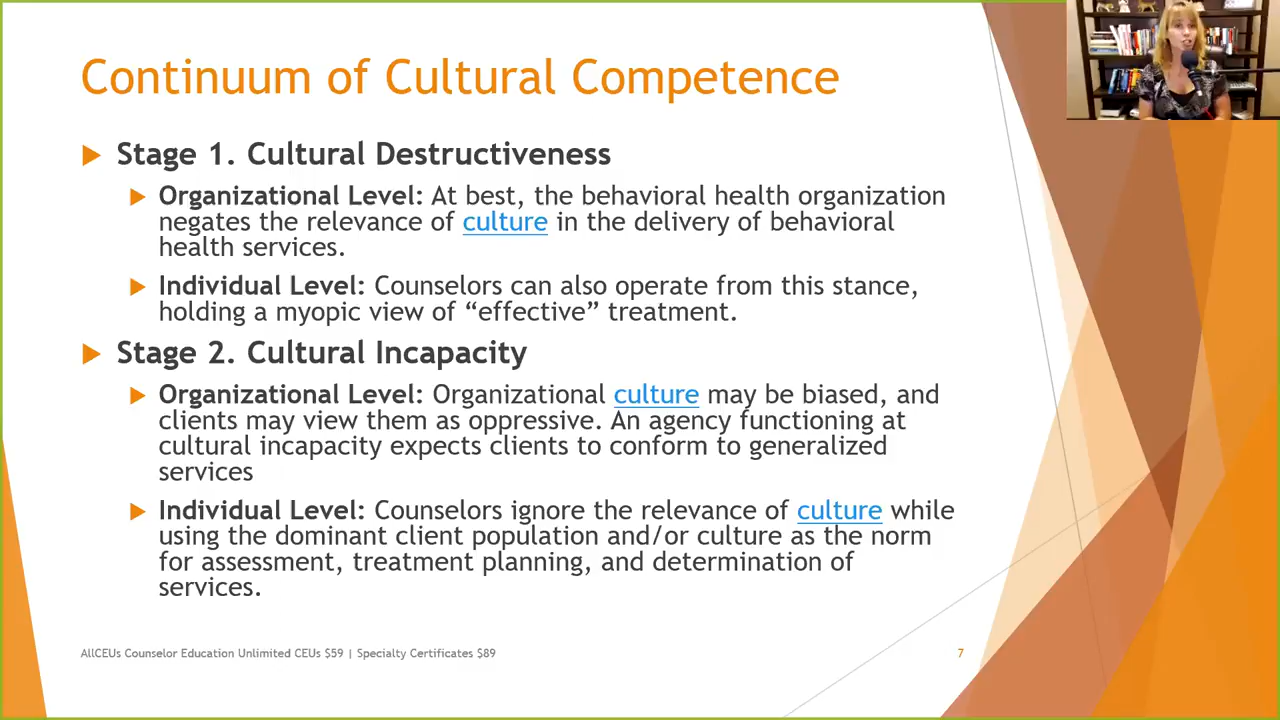 Continuum of Cultural Competence
Stage 1. Cultural Destructiveness
Organizational Level: At best, the behavioral health organization
negates the relevance of culture in the delivery of behavioral
health services.
Individual Level: Counselors can also operate from this stance,
holding a myopic view of “effective” treatment.
Stage 2. Cultural Incapacity
Organizational Level: Organizational culture may be biased, and
clients may view them as oppressive. An agency functioning at
cultural incapacity expects clients to conform to generalized
services
Individual Level: Counselors ignore the relevance of culture while
using the dominant client population and/or culture as the norm
for assessment, treatment planning, and determination of
services.
AllCEUs Counselor Education Unlimited CEUs $59 | Specialty Certificates $89
7